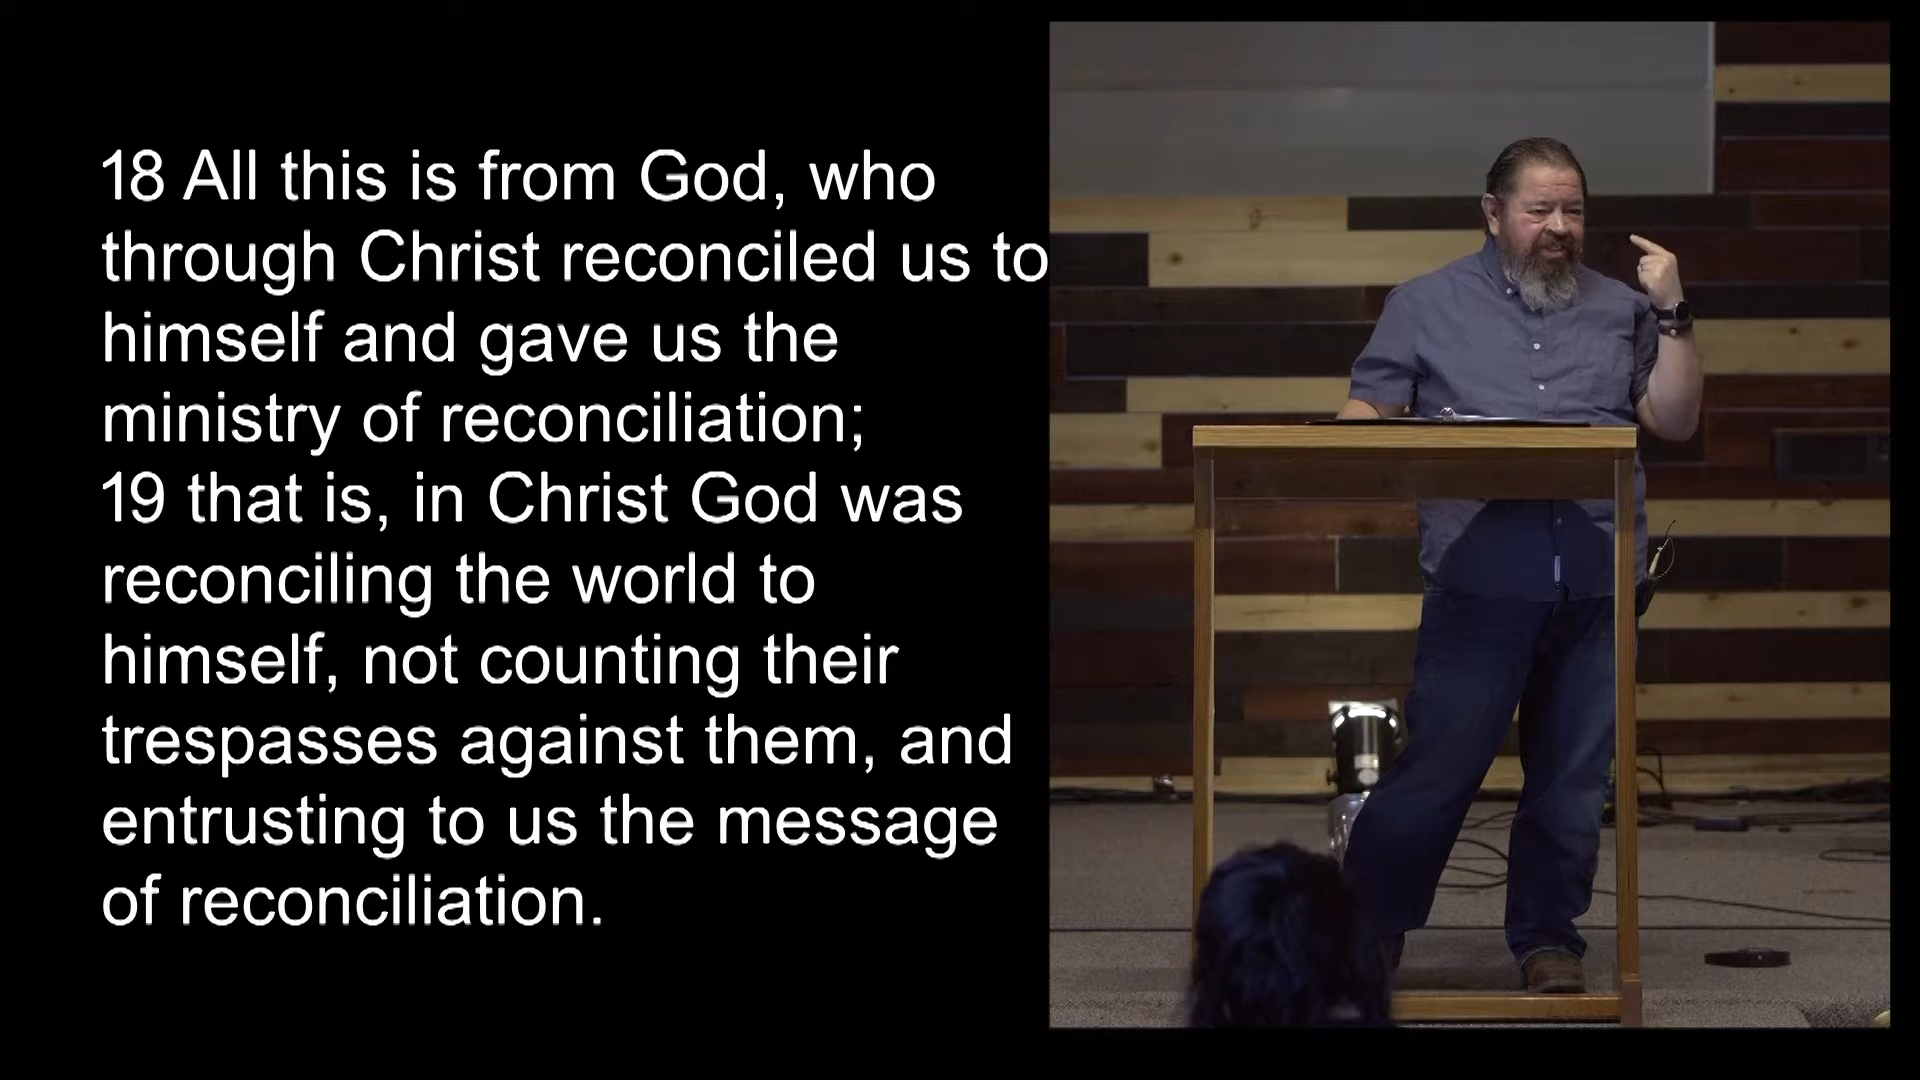 18 All this is from God, who
through Christ reconciled us to
himself and gave us the
ministry of reconciliation;
19 that is, in Christ God was
reconciling the world to
himself, not counting their
trespasses against them, and
entrusting to us the message
of reconciliation.